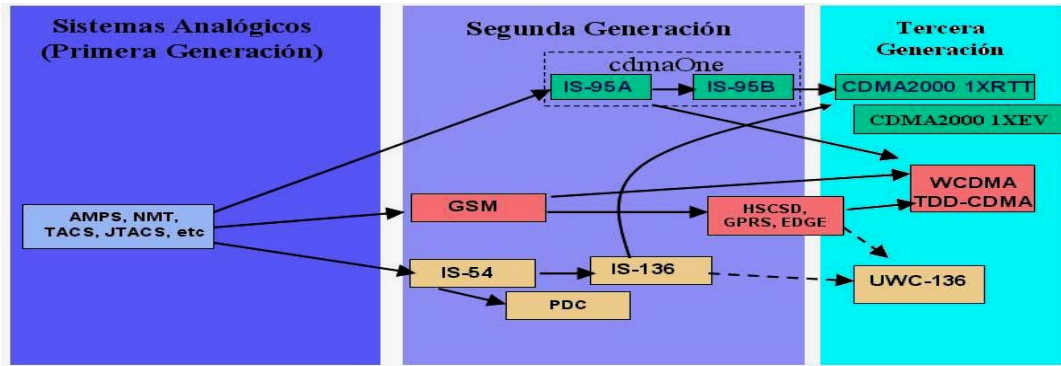 Sistemas Analógicos
(Primera Generación)
AMPS, NMT,
TACS, JTACS, etc
Segunda Generación
cdmaOne
IS-95A
IS-95B
GSM
HSCSD,
GPRS, EDGE
IS-54
IS-136
PDC
Tercera
Generación
CDMA2000 1XRTT
CDMA2000 1XEV
WCDMA
TDD-CDMA
UWC-136